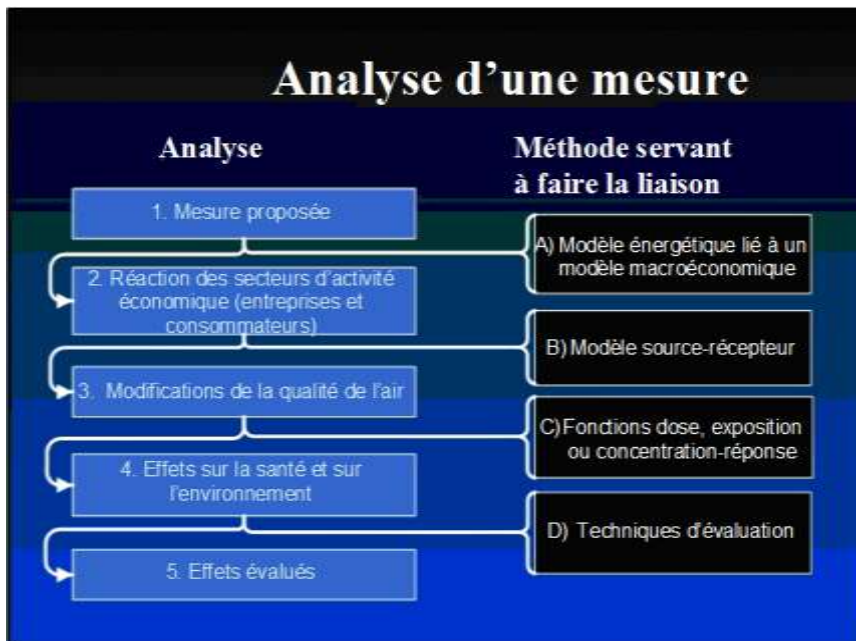 Analyse d'une mesure
Analyse
Méthode servant
à faire la liaison
1. Mesure proposée
A) Modèle énergétique lié à un
modèle macroéconomique
2. Réaction des secteurs d'activité
économique (entreprises et
consommateurs)
B) Modèle source-récepteur
3. Modifications de la qualité de l'air
C) Fonctions dose, exposition
ou concentration-réponse
4. Effets sur la santé et sur
l'environnement
D) Techniques d'évaluation
5. Effets évalués